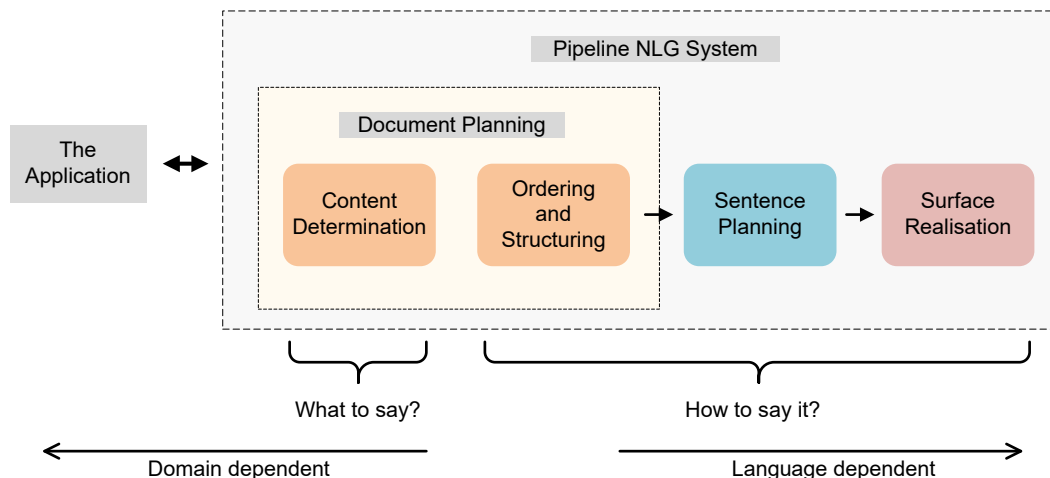 Pipeline NLG System
Document Planning
The
Application
Content
Determination
Ordering
and
Structuring
Sentence
Planning
Surface
Realisation
What to say?
How to say it?
Domain dependent
Language dependent